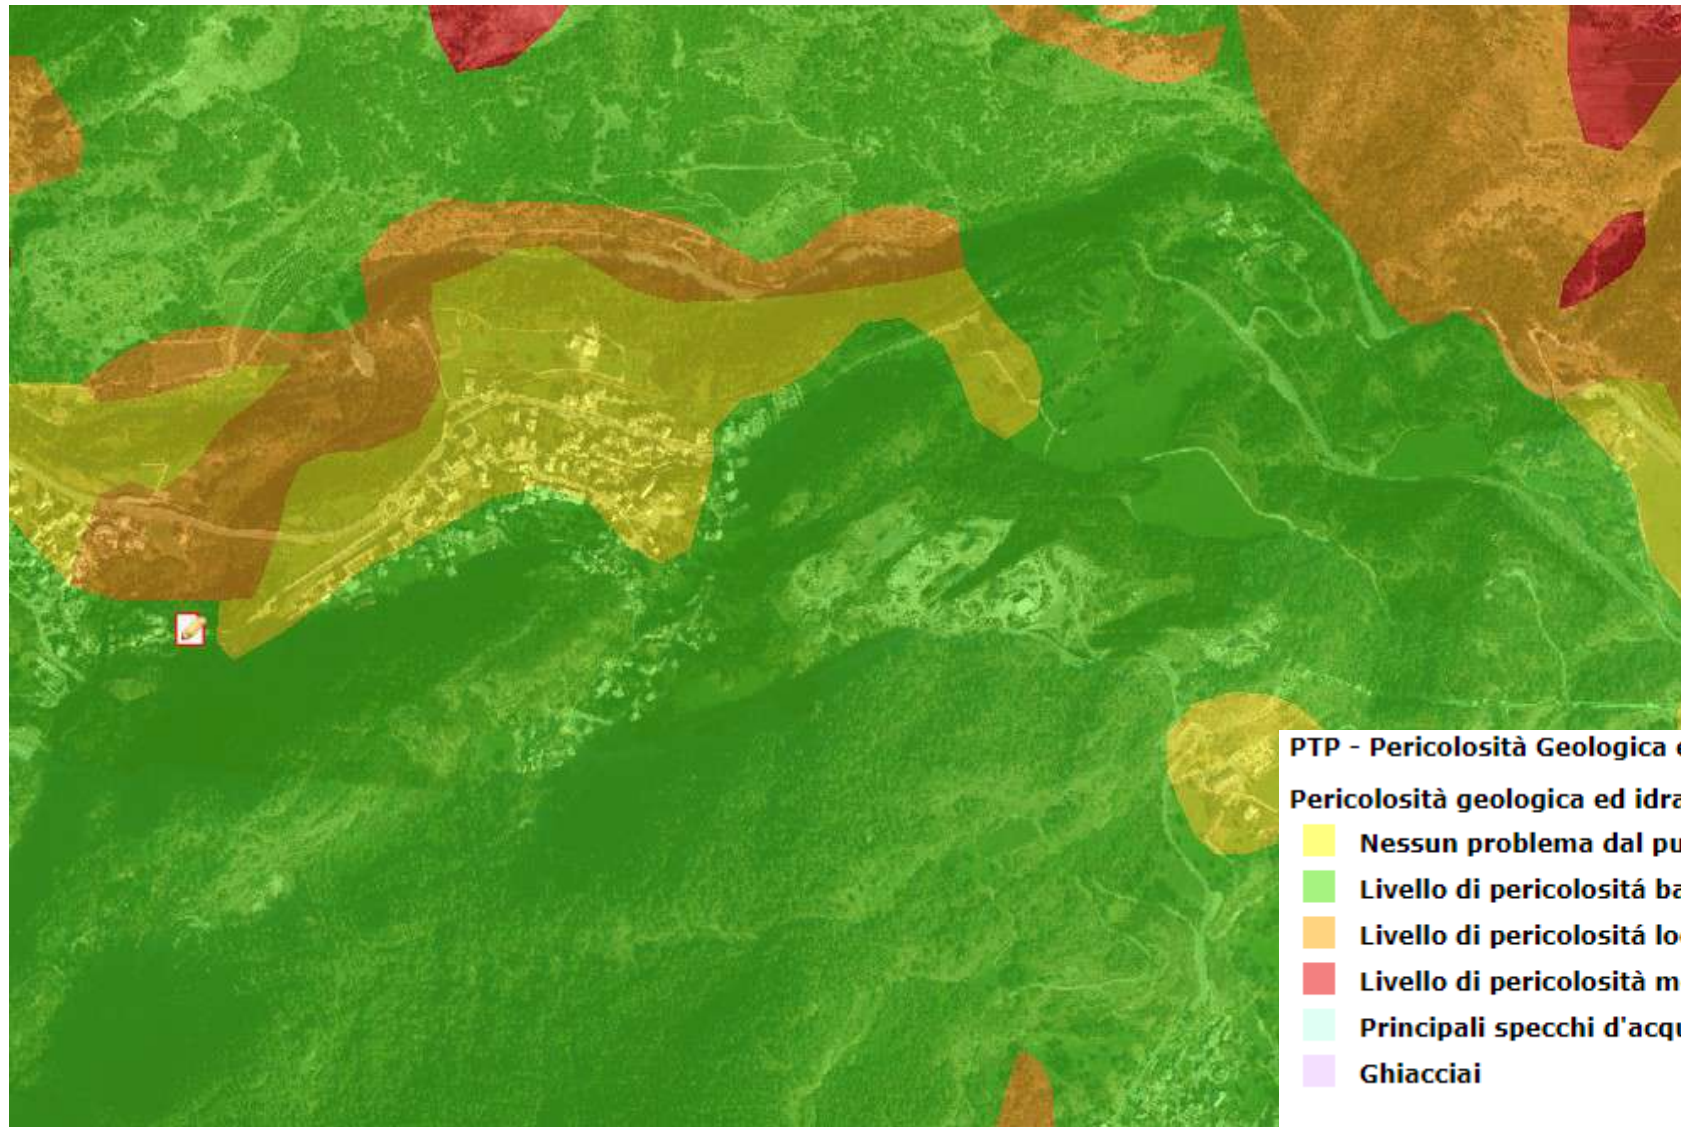 PTP - Pericolosità Geologica e
Pericolosità geologica ed idra
Nessun problema dal pu
Livello di pericolositá ba
Livello di pericolositá lo
Livello di pericolosità m
Principali specchi d'acqu
Ghiacciai